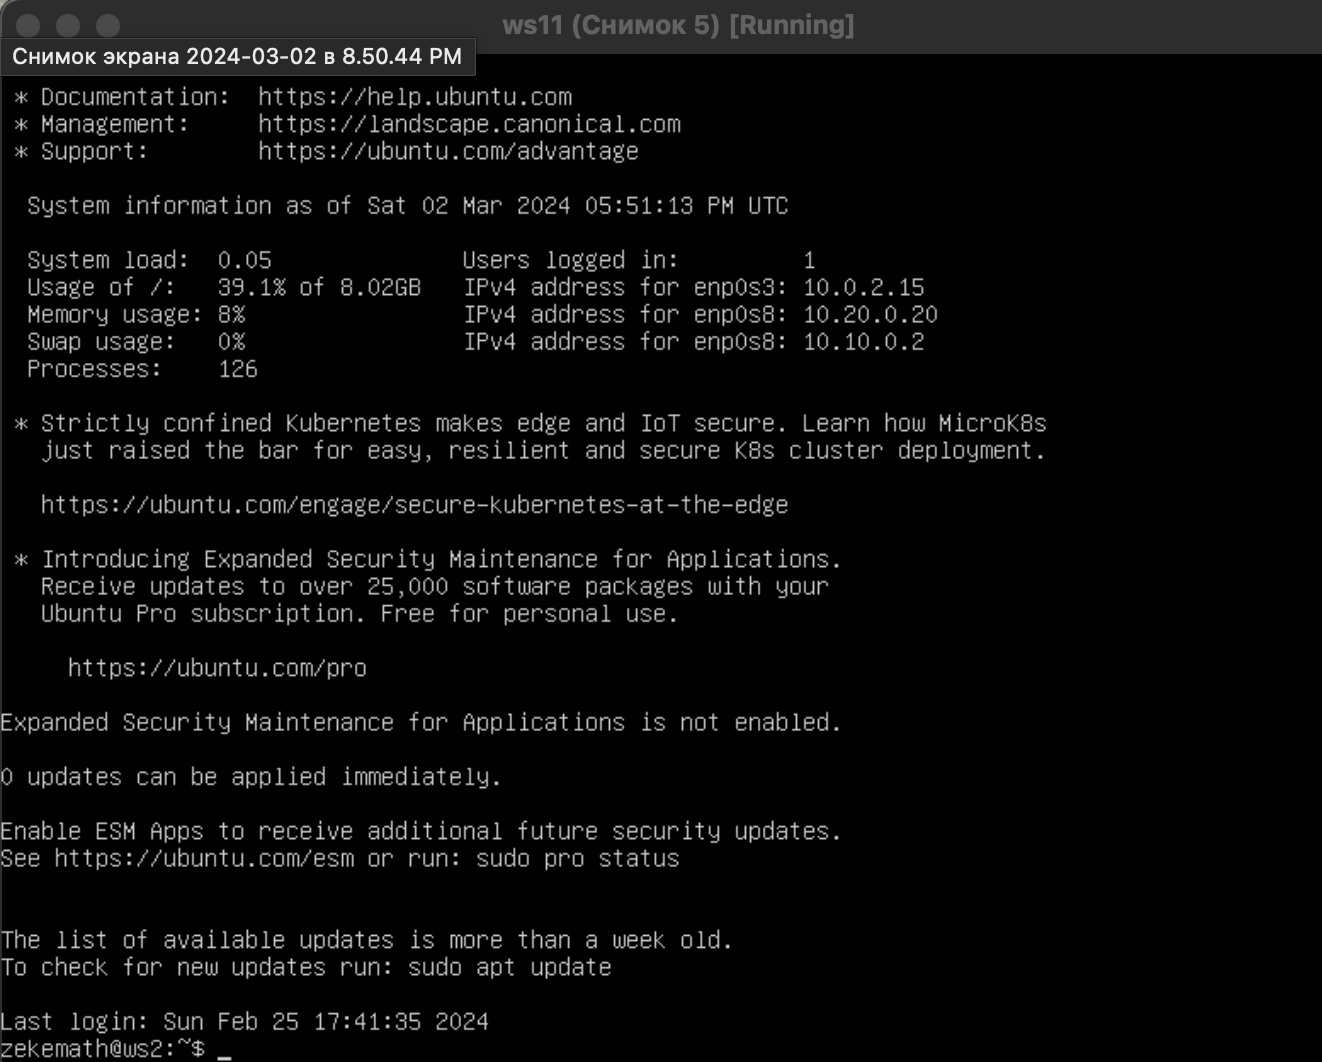 ws11 (Снимок 5) [Running]
Снимок экрана 2024-03-02 в 8.50.44 PM
* Documentation:  https://help.ubuntu.com
* Management:     https://landscape.canonical.com
* Support:        https://ubuntu.com/advantage
System information as of Sat 02 Mar 2024 05:51:13 PM UTC
System load:  0.05              Users logged in:         1
Usage of /:   39.1% of 8.02GB   IPv4 address for enp0s3: 10.0.2.15
Memory usage: 8%                IPv4 address for enp0s8: 10.20.0.20
Swap usage:   0%                IPv4 address for enp0s8: 10.10.0.2
Processes:    126
* Strictly confined Kubernetes makes edge and IoT secure. Learn how MicroK8s
just raised the bar for easy, resilient and secure K8s cluster deployment.
https://ubuntu.com/engage/secure-kubernetes-at-the-edge
* Introducing Expanded Security Maintenance for Applications.
Receive updates to over 25,000 software packages with your
Ubuntu Pro subscription. Free for personal use.
https://ubuntu.com/pro
Expanded Security Maintenance for Applications is not enabled.
0 updates can be applied immediately.
Enable ESM Apps to receive additional future security updates.
See https://ubuntu.com/esm or run: sudo pro status
The list of available updates is more than a week old.
To check for new updates run: sudo apt update
Last login: Sun Feb 25 17:41:35 2024
zekemath@ws2:~$ _